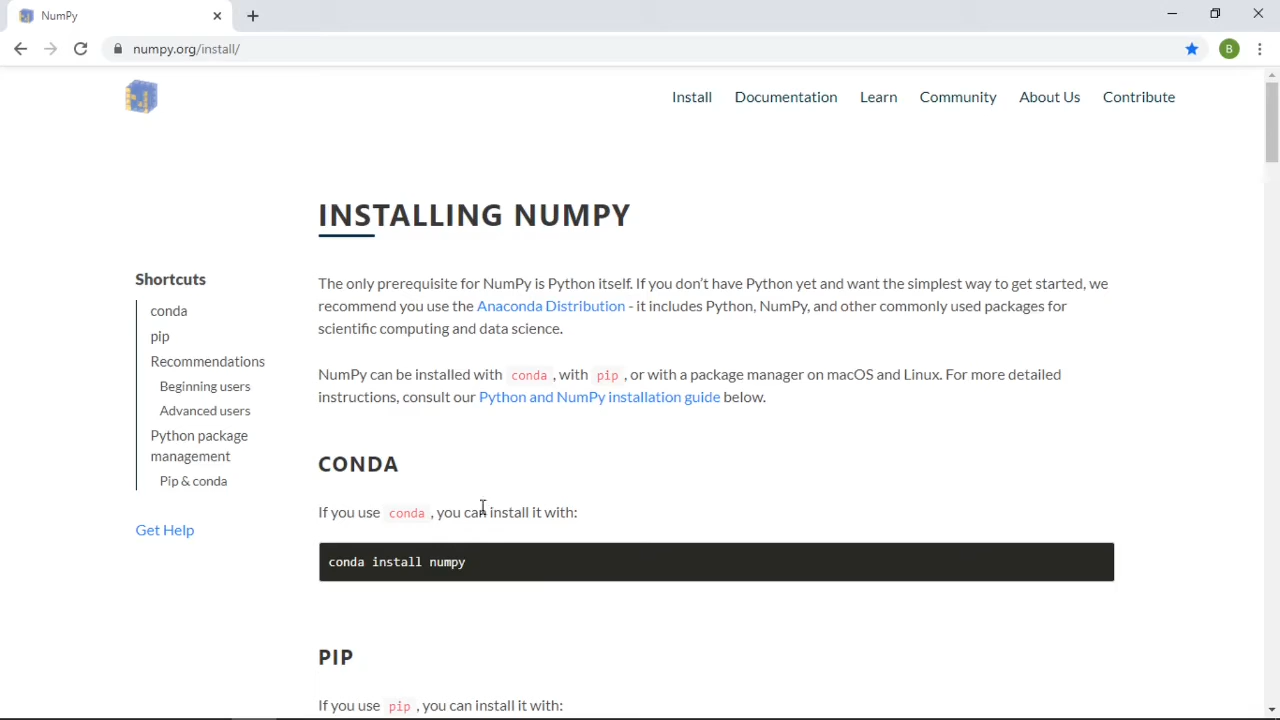 NumPy
numpy.org/install/
B
Install Documentation Learn Community About Us Contribute
INSTALLING NUMPY
Shortcuts
conda
pip
Recommendations
Beginning users
Advanced users
Python package
management
Pip & conda
Get Help
The only prerequisite for NumPy is Python itself. If you don’t have Python yet and want the simplest way to get started, we
recommend you use the Anaconda Distribution - it includes Python, NumPy, and other commonly used packages for
scientific computing and data science.
NumPy can be installed with conda , with pip , or with a package manager on macOS and Linux. For more detailed
instructions, consult our Python and NumPy installation guide below.
CONDA
If you use conda , you can install it with:
conda install numpy
PIP
If you use pip , you can install it with: